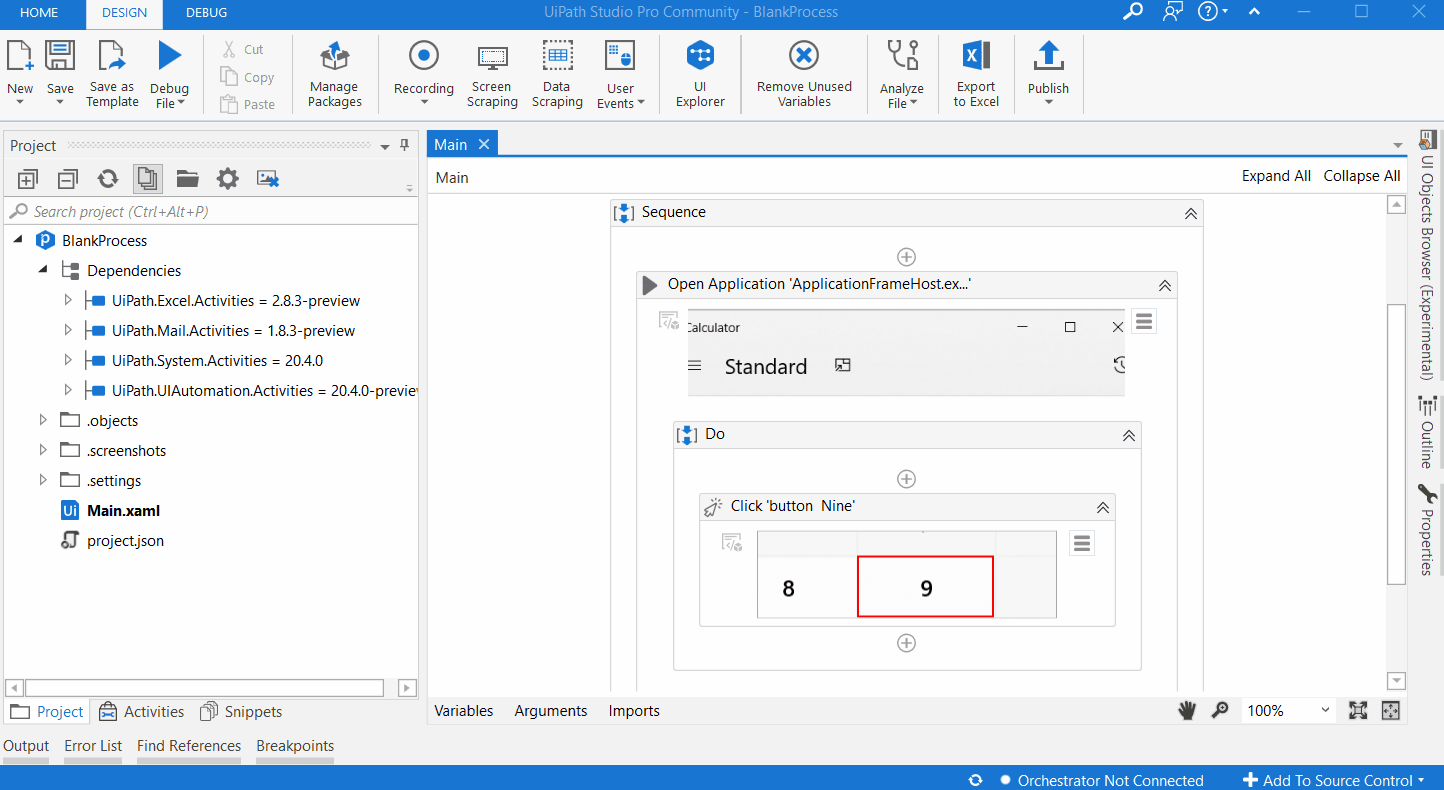 HOME DESIGN DEBUG UiPath Studio Pro Community - BlankProcess
New Save Save as Template Debug File Cut Copy Paste Manage Packages Recording Screen Scraping Data Scraping User Events UI Explorer Remove Unused Variables Analyze File Export to Excel Publish
Project
Search project (Ctrl+Alt+P)
BlankProcess
Dependencies
UiPath.Excel.Activities = 2.8.3-preview
UiPath.Mail.Activities = 1.8.3-preview
UiPath.System.Activities = 20.4.0
UiPath.UIAutomation.Activities = 20.4.0-previe
.objects
.screenshots
.settings
Ui Main.xaml
project.json
Project Activities Snippets
Main
Main Expand All Collapse All
Sequence
Open Application 'ApplicationFrameHost.ex...'
Calculator
Standard
Do
Click 'button Nine'
8 9
Variables Arguments Imports 100%
UI Objects Browser (Experimental)
Outline
Properties
Output Error List Find References Breakpoints
Orchestrator Not Connected Add To Source Control